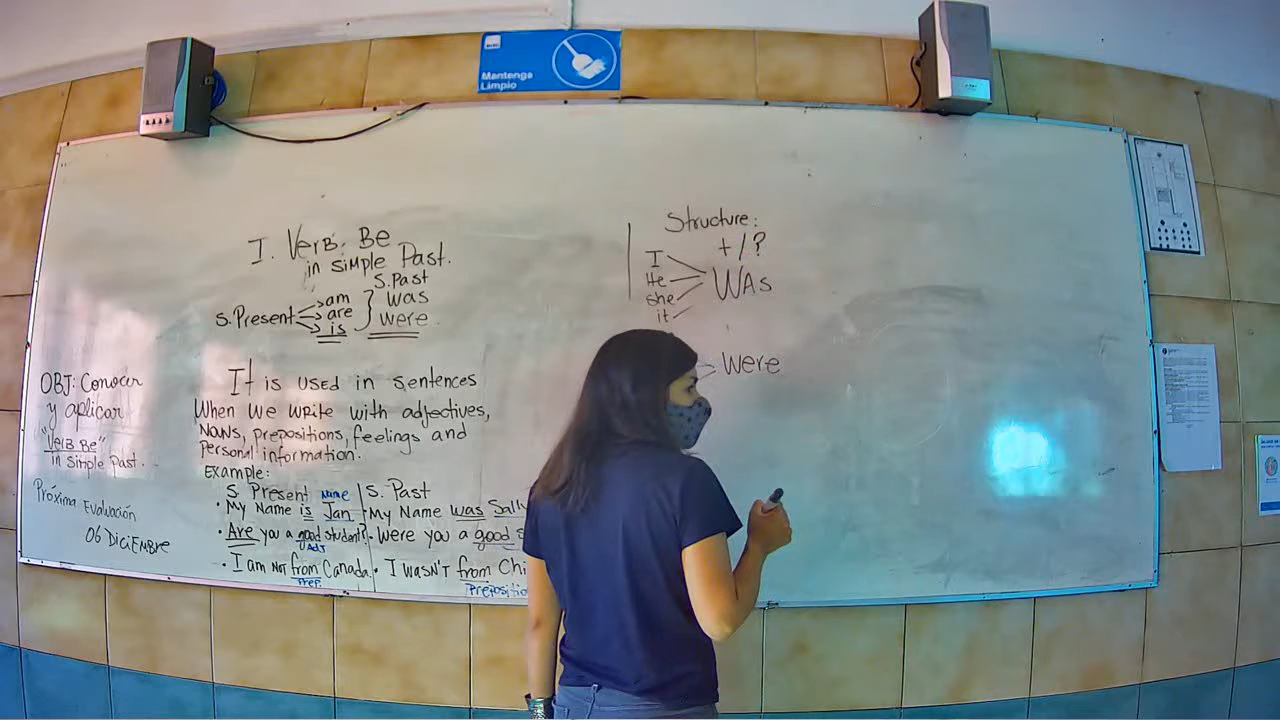 Mantenga
Limpio
I. Verb. Be
in simple Past.
S. Past
S. Present
am
are
is
was
were
OBJ: Conocer
y aplicar
"Verb. Be"
in simple past.
Próxima Evaluación
06 Diciembre
It is used in sentences
When we write with adjectives,
Nouns, prepositions, feelings and
personal information.
Example:
S. Present
Name
• My Name is Jan
• Are you a good student?
Adj
• I am not from Canada
Prep.
S. Past
• My Name was Sally
• Were you a good
• I wasn't from Chi
Prepositio
Structure:
+ / ?
I
He
She
it
WAS
Were